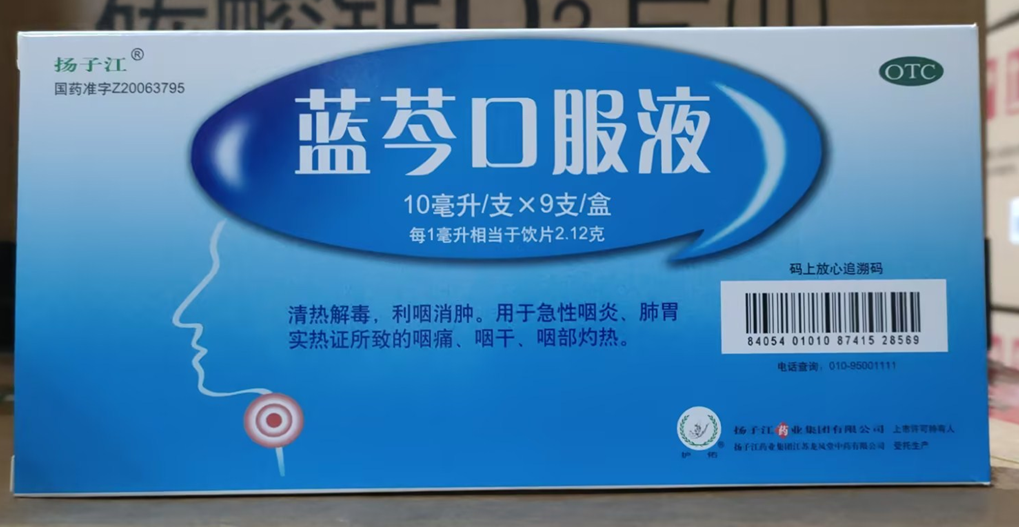 扬子江®
国药准字Z20063795
OTC
蓝芩口服液
10毫升/支×9支/盒
每1毫升相当于饮片2.12克
清热解毒，利咽消肿。用于急性咽炎、肺胃
实热证所致的咽痛、咽干、咽部灼热。
码上放心追溯码
84054 01010 87415 28569
电话查询：010-95001111
护佑
扬子江药业集团有限公司 上市许可持有人
扬子江药业集团江苏龙凤堂中药有限公司 受托生产